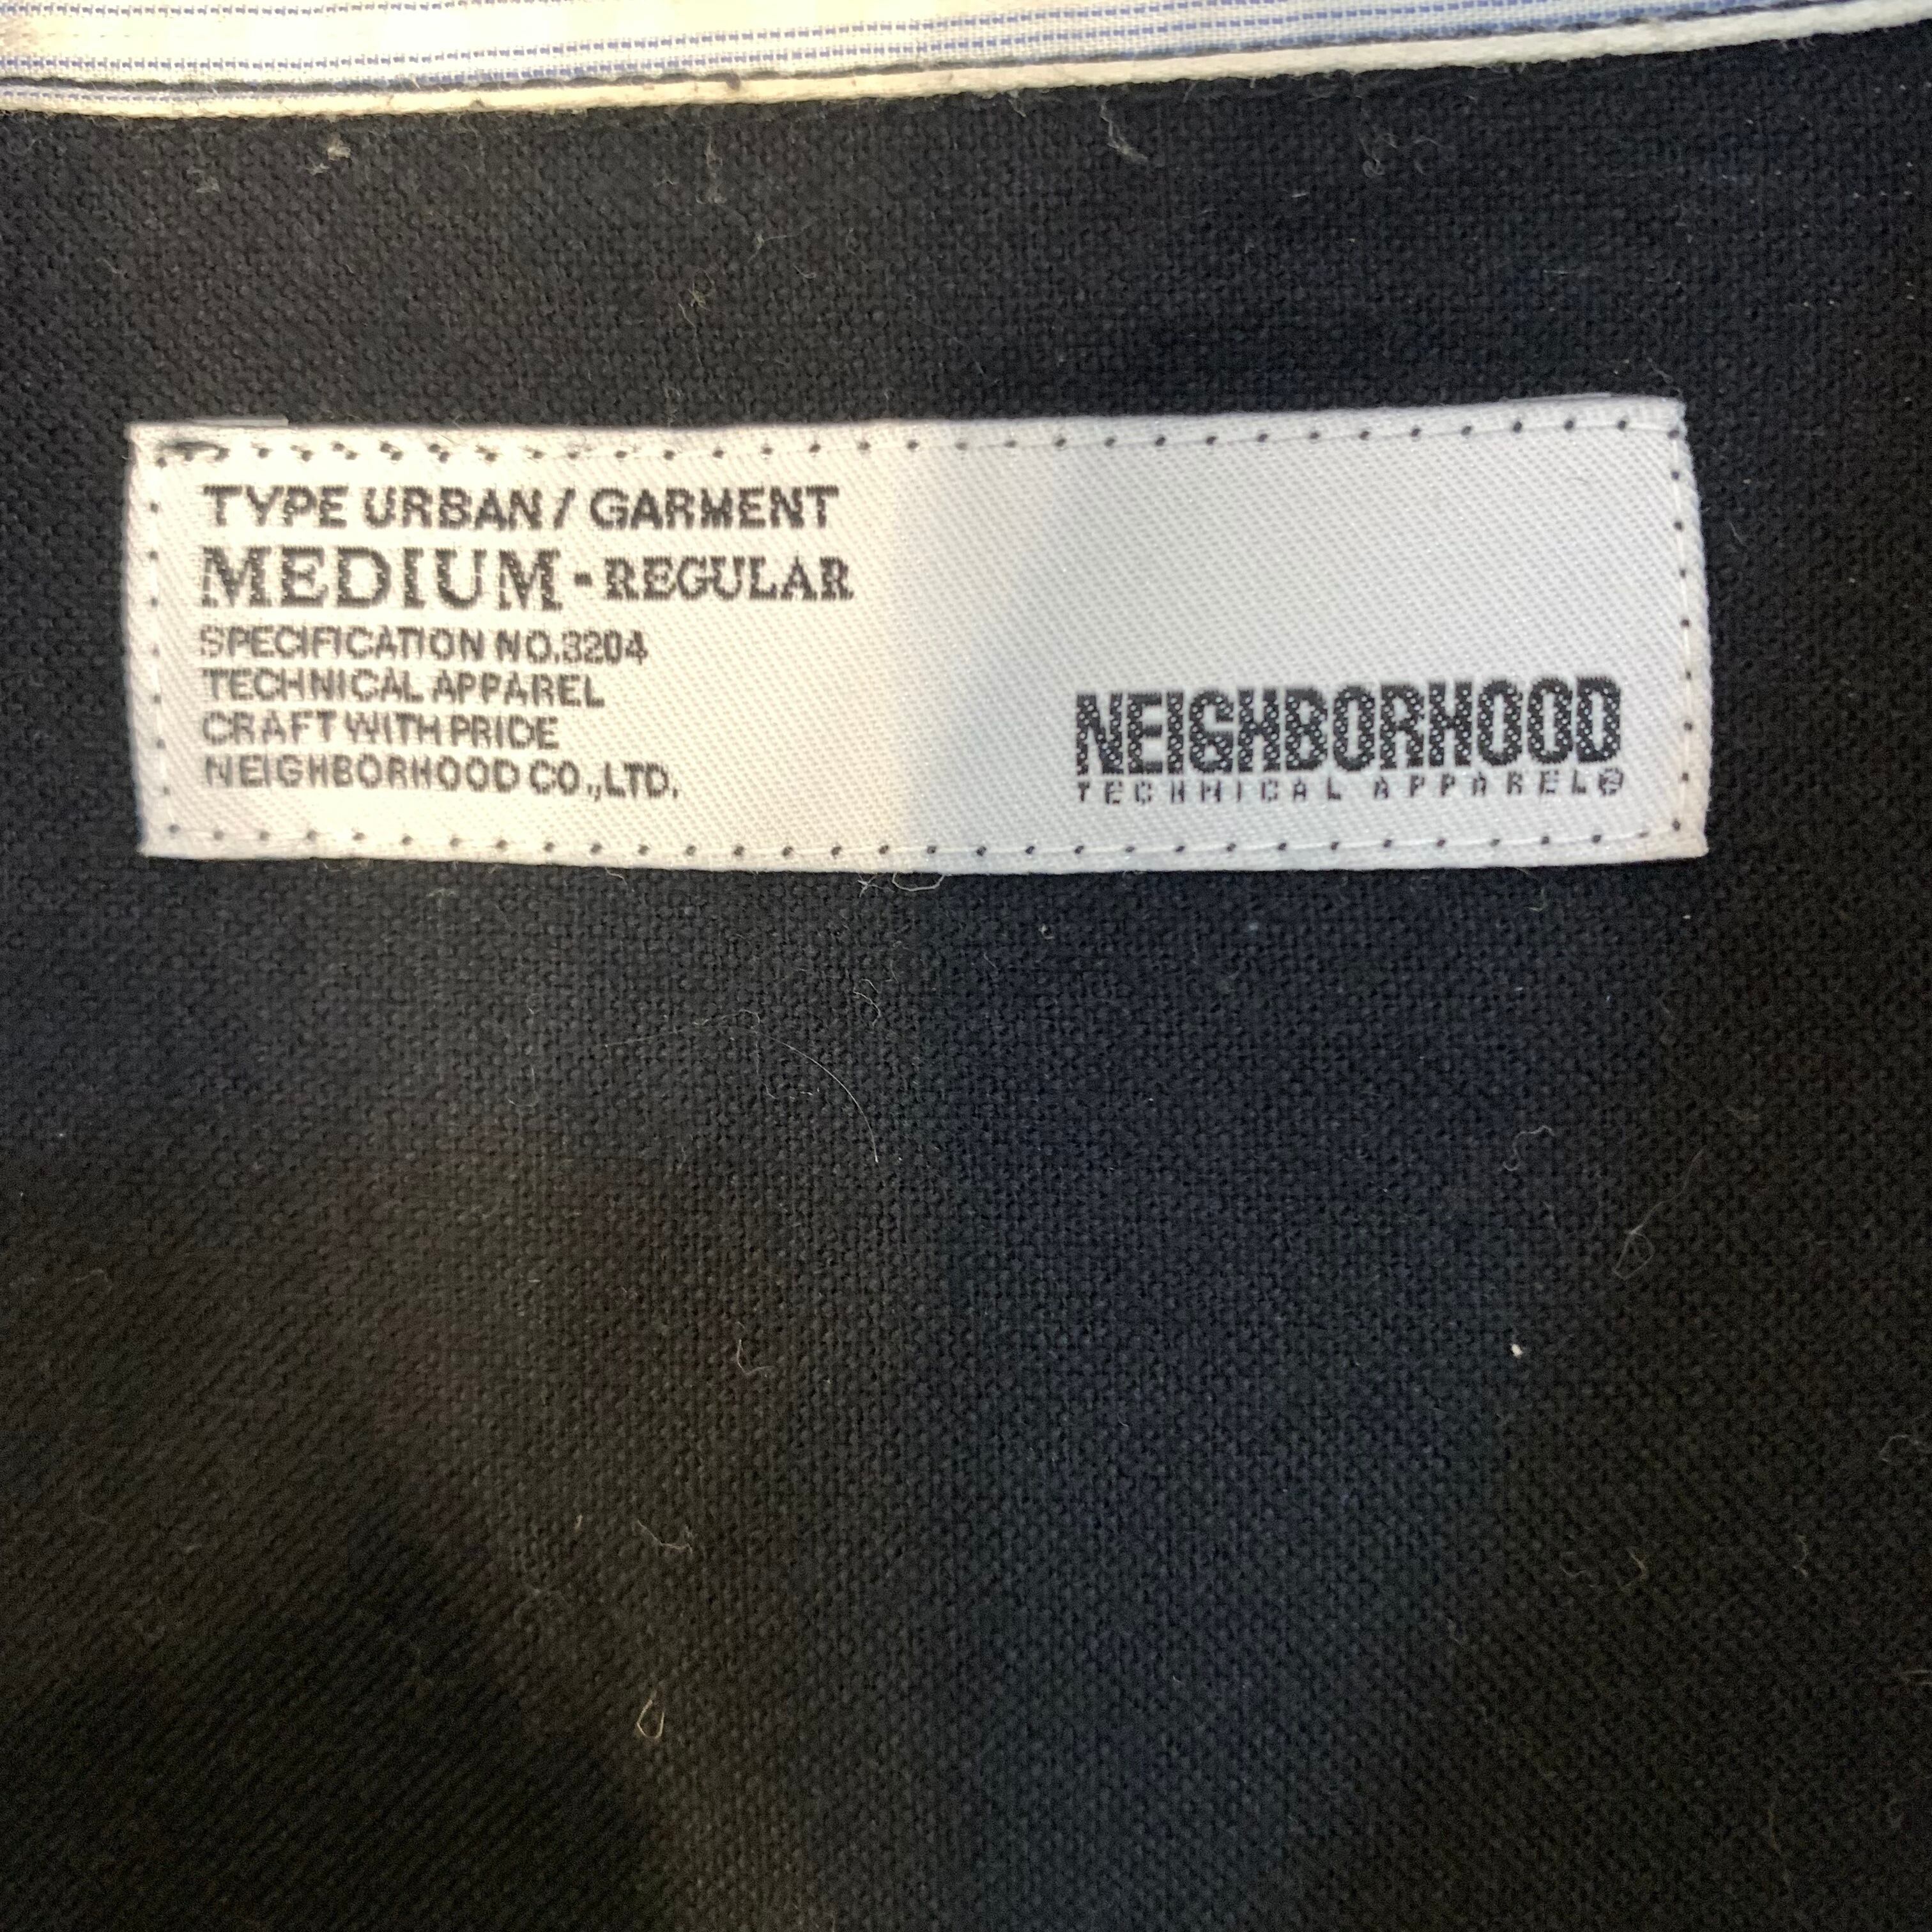 TYPE URBAN / GARMENT
MEDIUM - REGULAR
SPECIFICATION NO.3204
TECHNICAL APPAREL
CRAFT WITH PRIDE
NEIGHBORHOOD CO.,LTD.
NEIGHBORHOOD
TECHNICAL APPAREL®